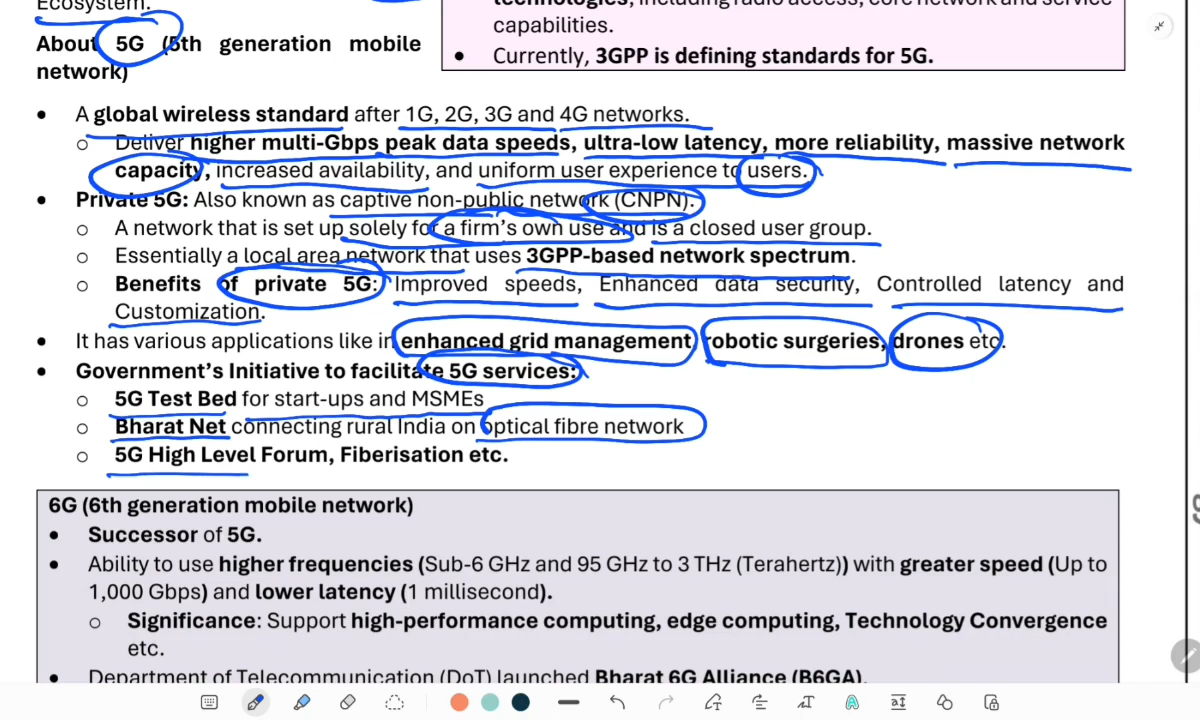 Ecosystem.
technologies, including radio access, core network and service
capabilities.
• Currently, 3GPP is defining standards for 5G.
About 5G (5th generation mobile
network)
• A global wireless standard after 1G, 2G, 3G and 4G networks.
o Deliver higher multi-Gbps peak data speeds, ultra-low latency, more reliability, massive network
capacity, increased availability, and uniform user experience to users.
• Private 5G: Also known as captive non-public network (CNPN).
o A network that is set up solely for a firm's own use and is a closed user group.
o Essentially a local area network that uses 3GPP-based network spectrum.
o Benefits of private 5G: Improved speeds, Enhanced data security, Controlled latency and
Customization.
• It has various applications like in enhanced grid management robotic surgeries, drones etc.
• Government's Initiative to facilitate 5G services:
o 5G Test Bed for start-ups and MSMEs
o Bharat Net connecting rural India on optical fibre network
o 5G High Level Forum, Fiberisation etc.
6G (6th generation mobile network)
• Successor of 5G.
• Ability to use higher frequencies (Sub-6 GHz and 95 GHz to 3 THz (Terahertz)) with greater speed (Up to
1,000 Gbps) and lower latency (1 millisecond).
o Significance: Support high-performance computing, edge computing, Technology Convergence
etc.
• Department of Telecommunication (DoT) launched Bharat 6G Alliance (B6GA).